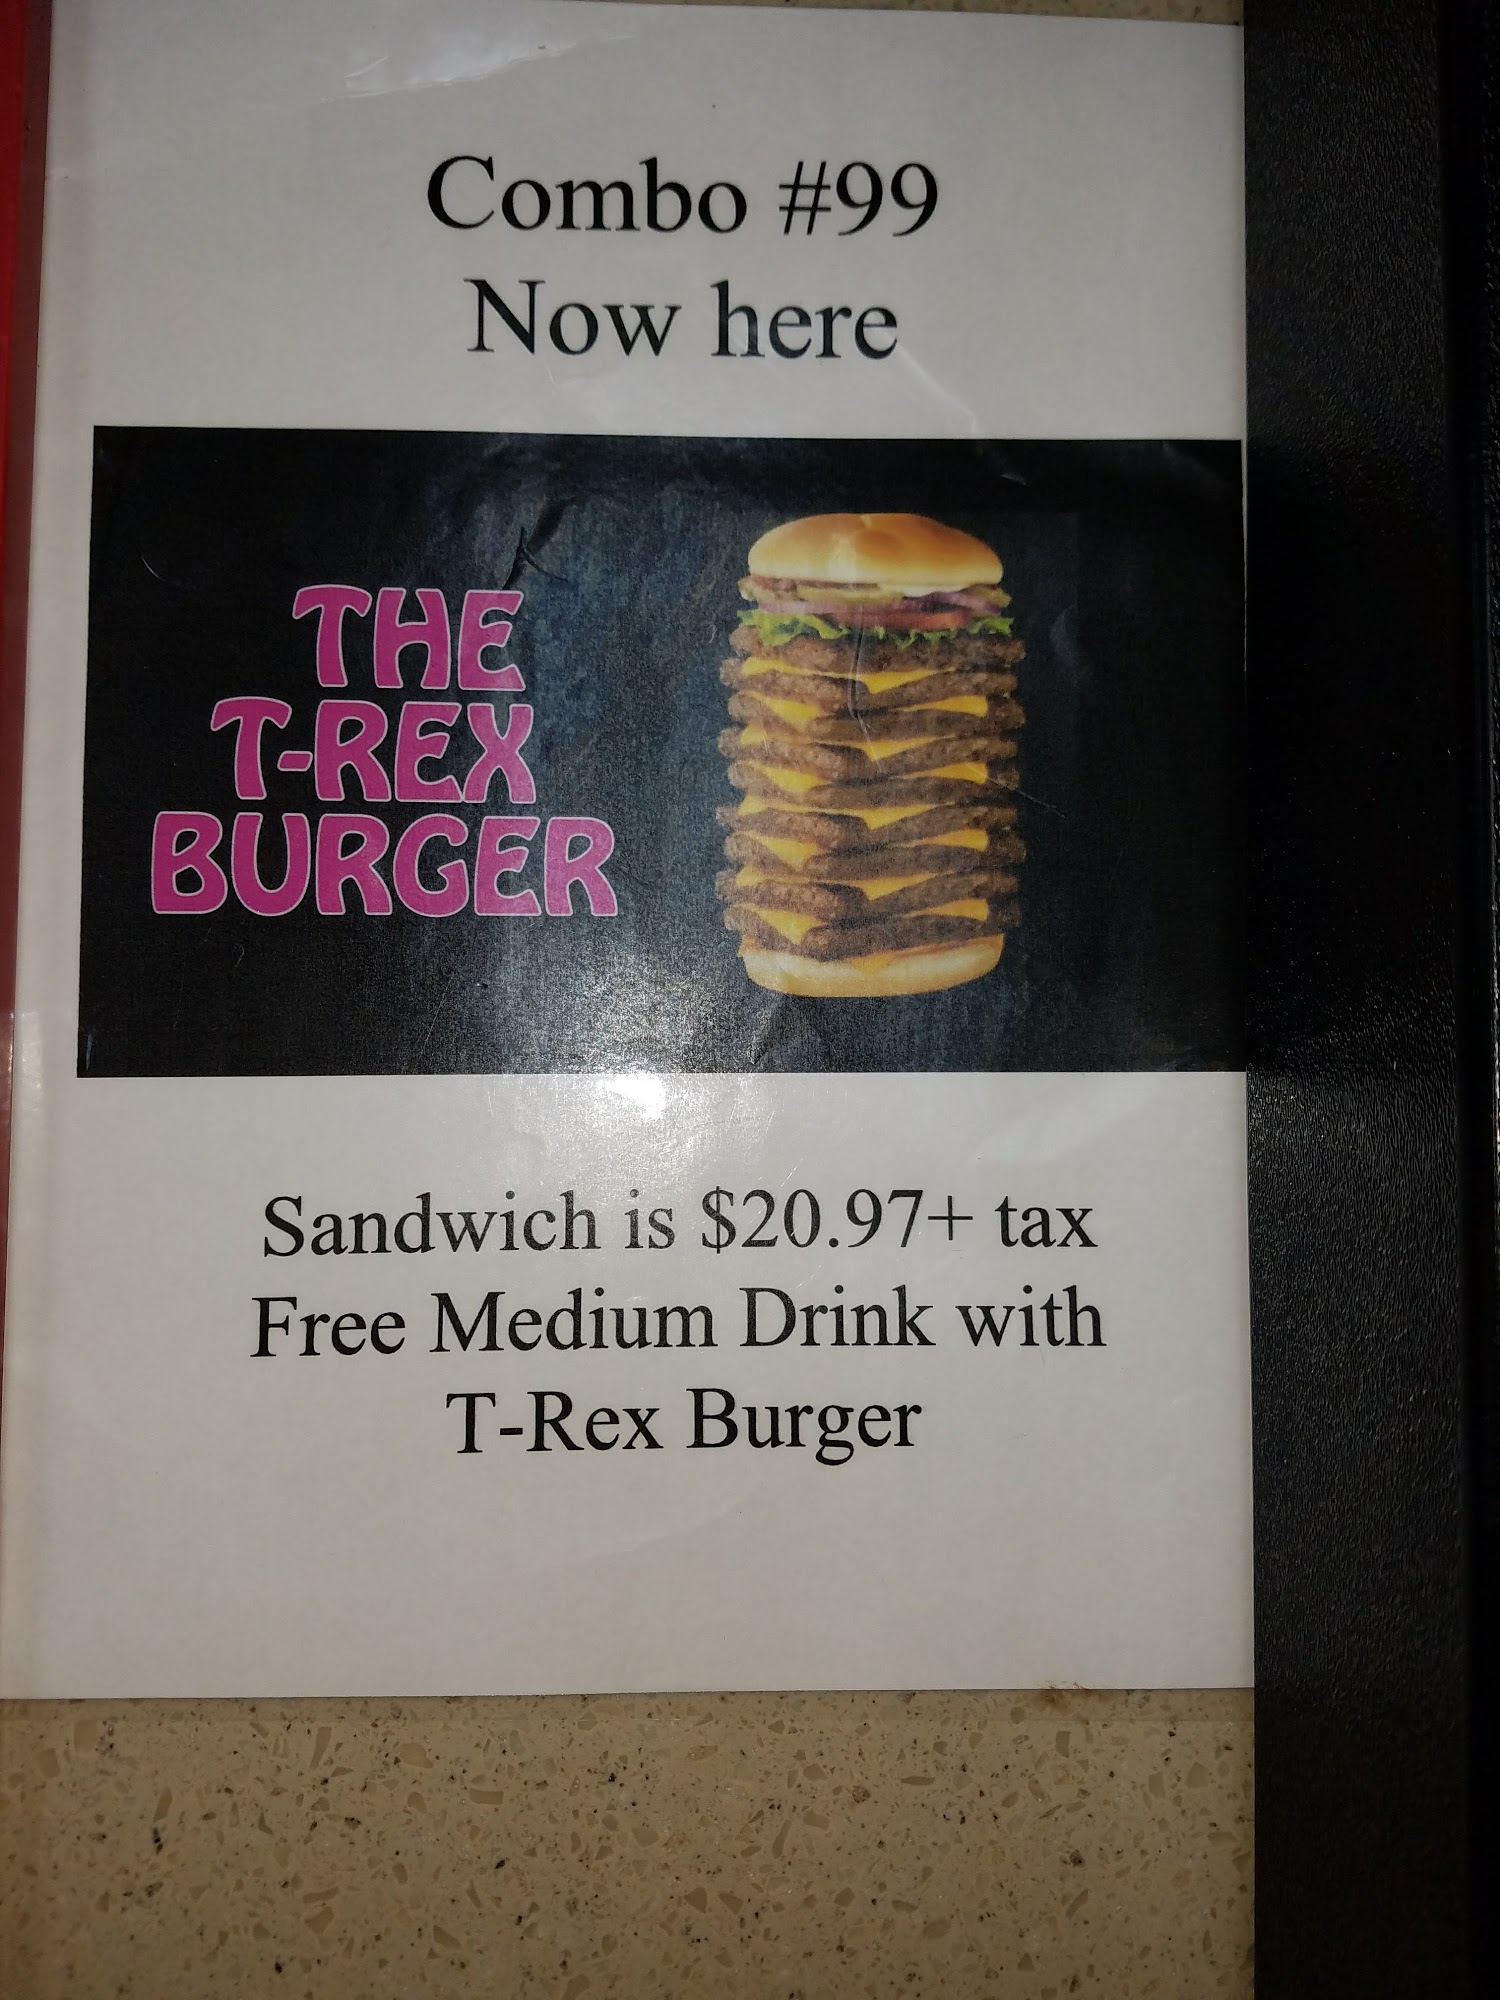 Combo #99
Now here
THE
T-REX
BURGER
Sandwich is $20.97+ tax
Free Medium Drink with
T-Rex Burger